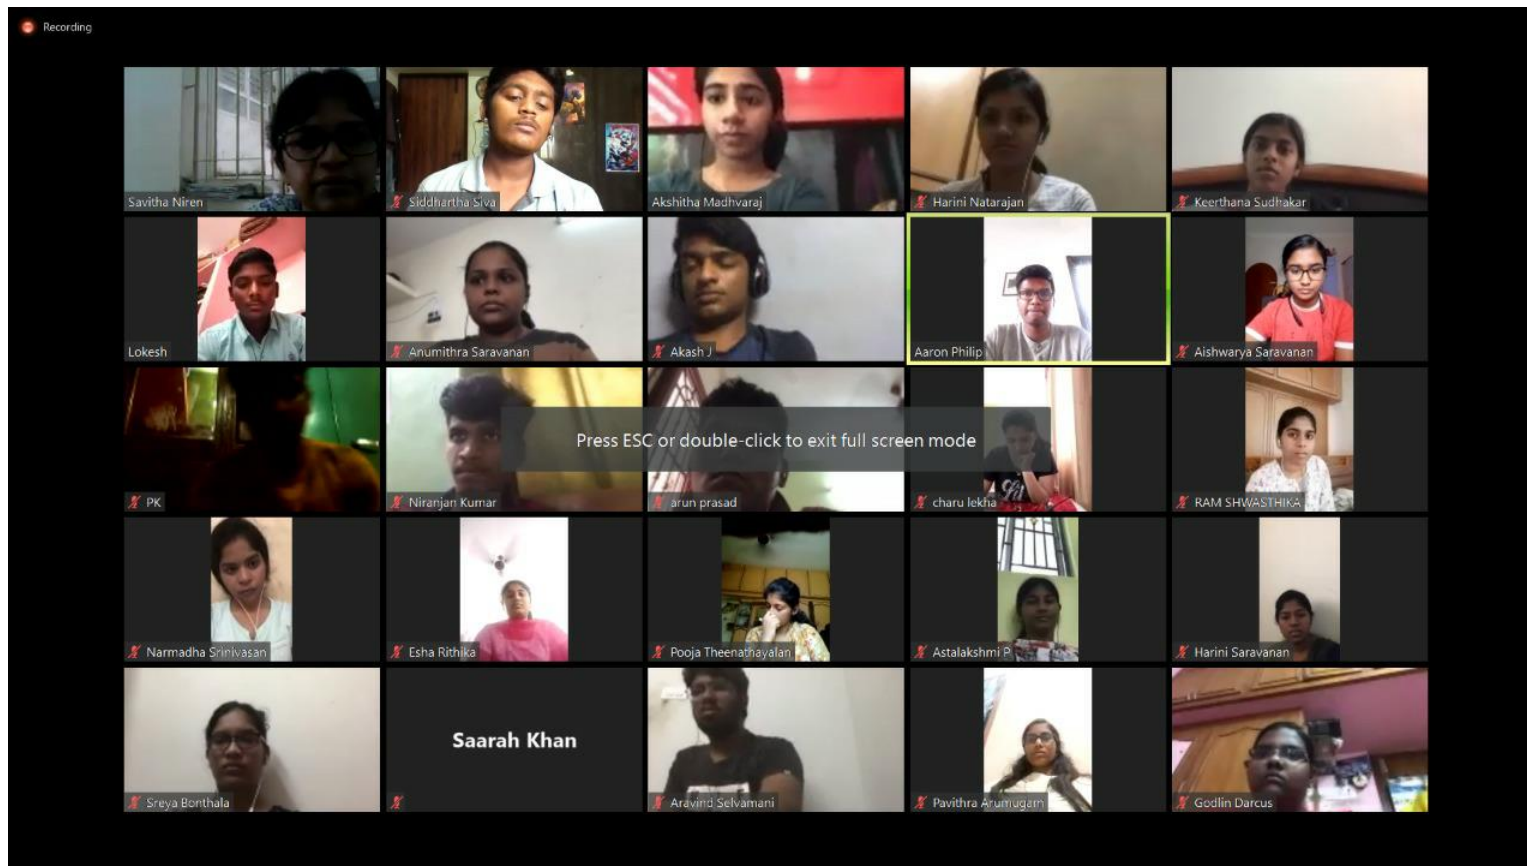 Recording
Savitha Niren
Siddhartha Siva
Akshitha Madhvaraj
Harini Natarajan
Keerthana Sudhakar
Lokesh
Anumithra Saravanan
Akash J
Aaron Philip
Aishwarya Saravanan
Press ESC or double-click to exit full screen mode
PK
Niranjan Kumar
arun prasad
charu lekha
RAM SHWASTHIKA
Narmadha Srinivasan
Esha Rithika
Pooja Theenathayalan
Astalakshmi P
Harini Saravanan
Saarah Khan
Sreya Bonthala
Aravind Selvamani
Pavithra Arumugam
Godlin Darcus